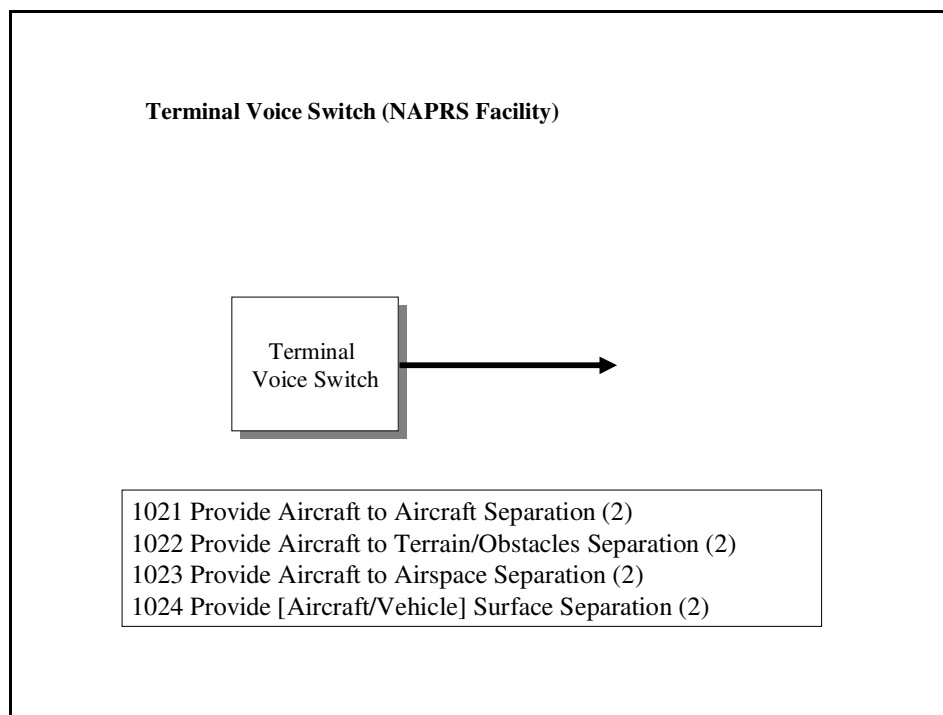 Terminal Voice Switch (NAPRS Facility)
Terminal
Voice Switch
1021 Provide Aircraft to Aircraft Separation (2)
1022 Provide Aircraft to Terrain/Obstacles Separation (2)
1023 Provide Aircraft to Airspace Separation (2)
1024 Provide [Aircraft/Vehicle] Surface Separation (2)